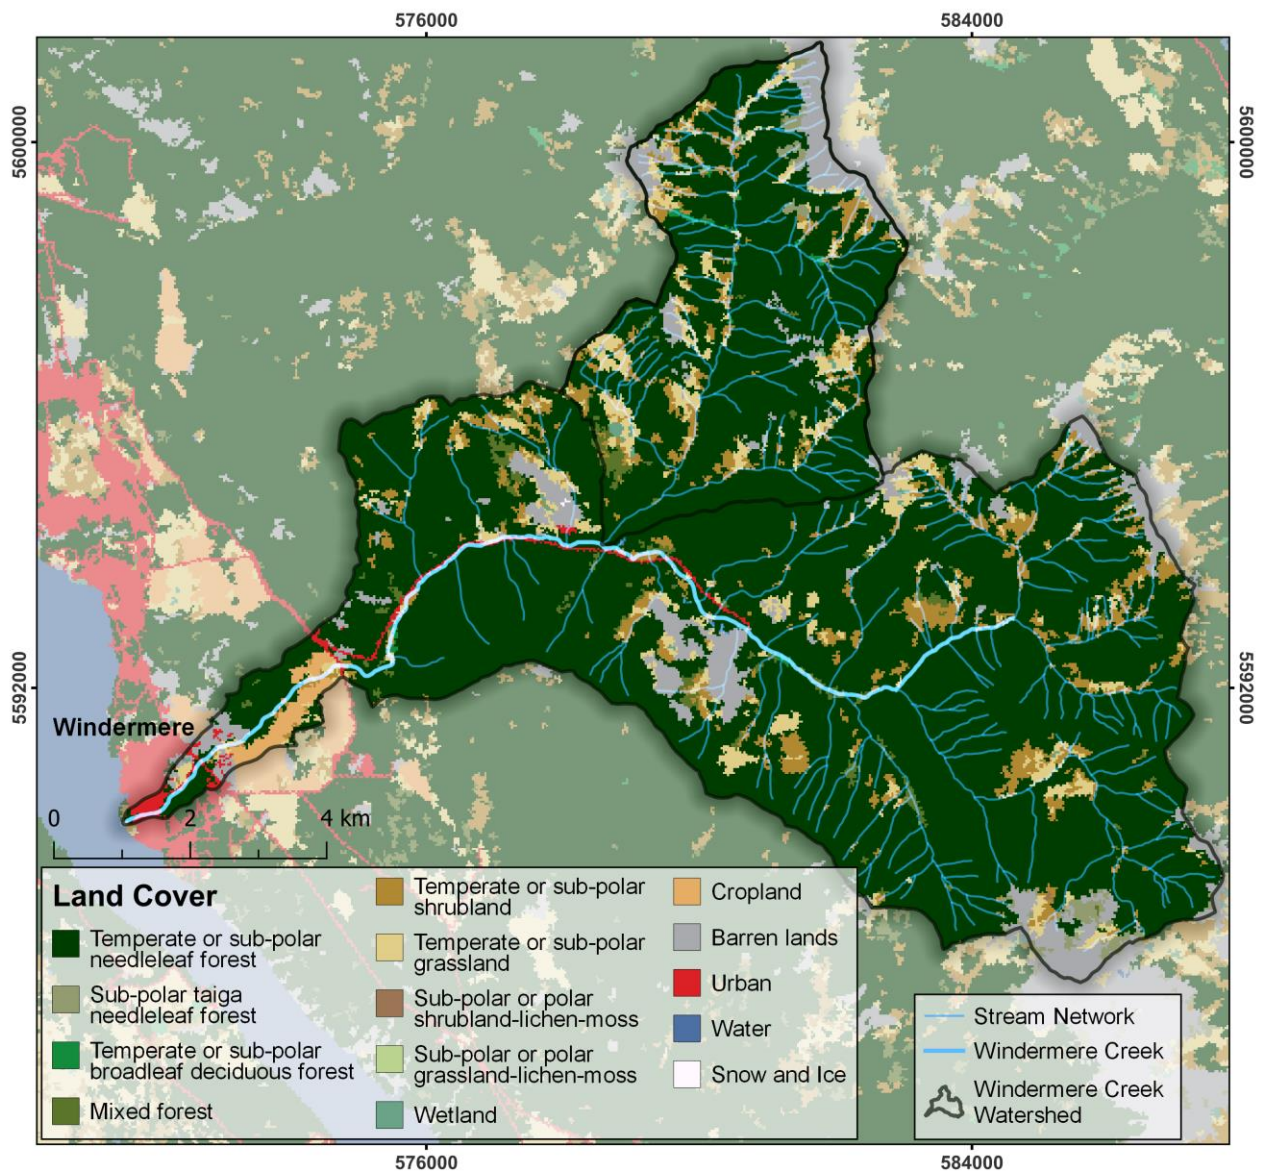 576000
584000
5600000
5600000
5592000
5592000
Windermere
0
2
4 km
Land Cover
Temperate or sub-polar
needleleaf forest
Sub-polar taiga
needleleaf forest
Temperate or sub-polar
broadleaf deciduous forest
Mixed forest
Temperate or sub-polar
shrubland
Temperate or sub-polar
grassland
Sub-polar or polar
shrubland-lichen-moss
Sub-polar or polar
grassland-lichen-moss
Wetland
Cropland
Barren lands
Urban
Water
Snow and Ice
Stream Network
Windermere Creek
Windermere Creek
Watershed
576000
584000